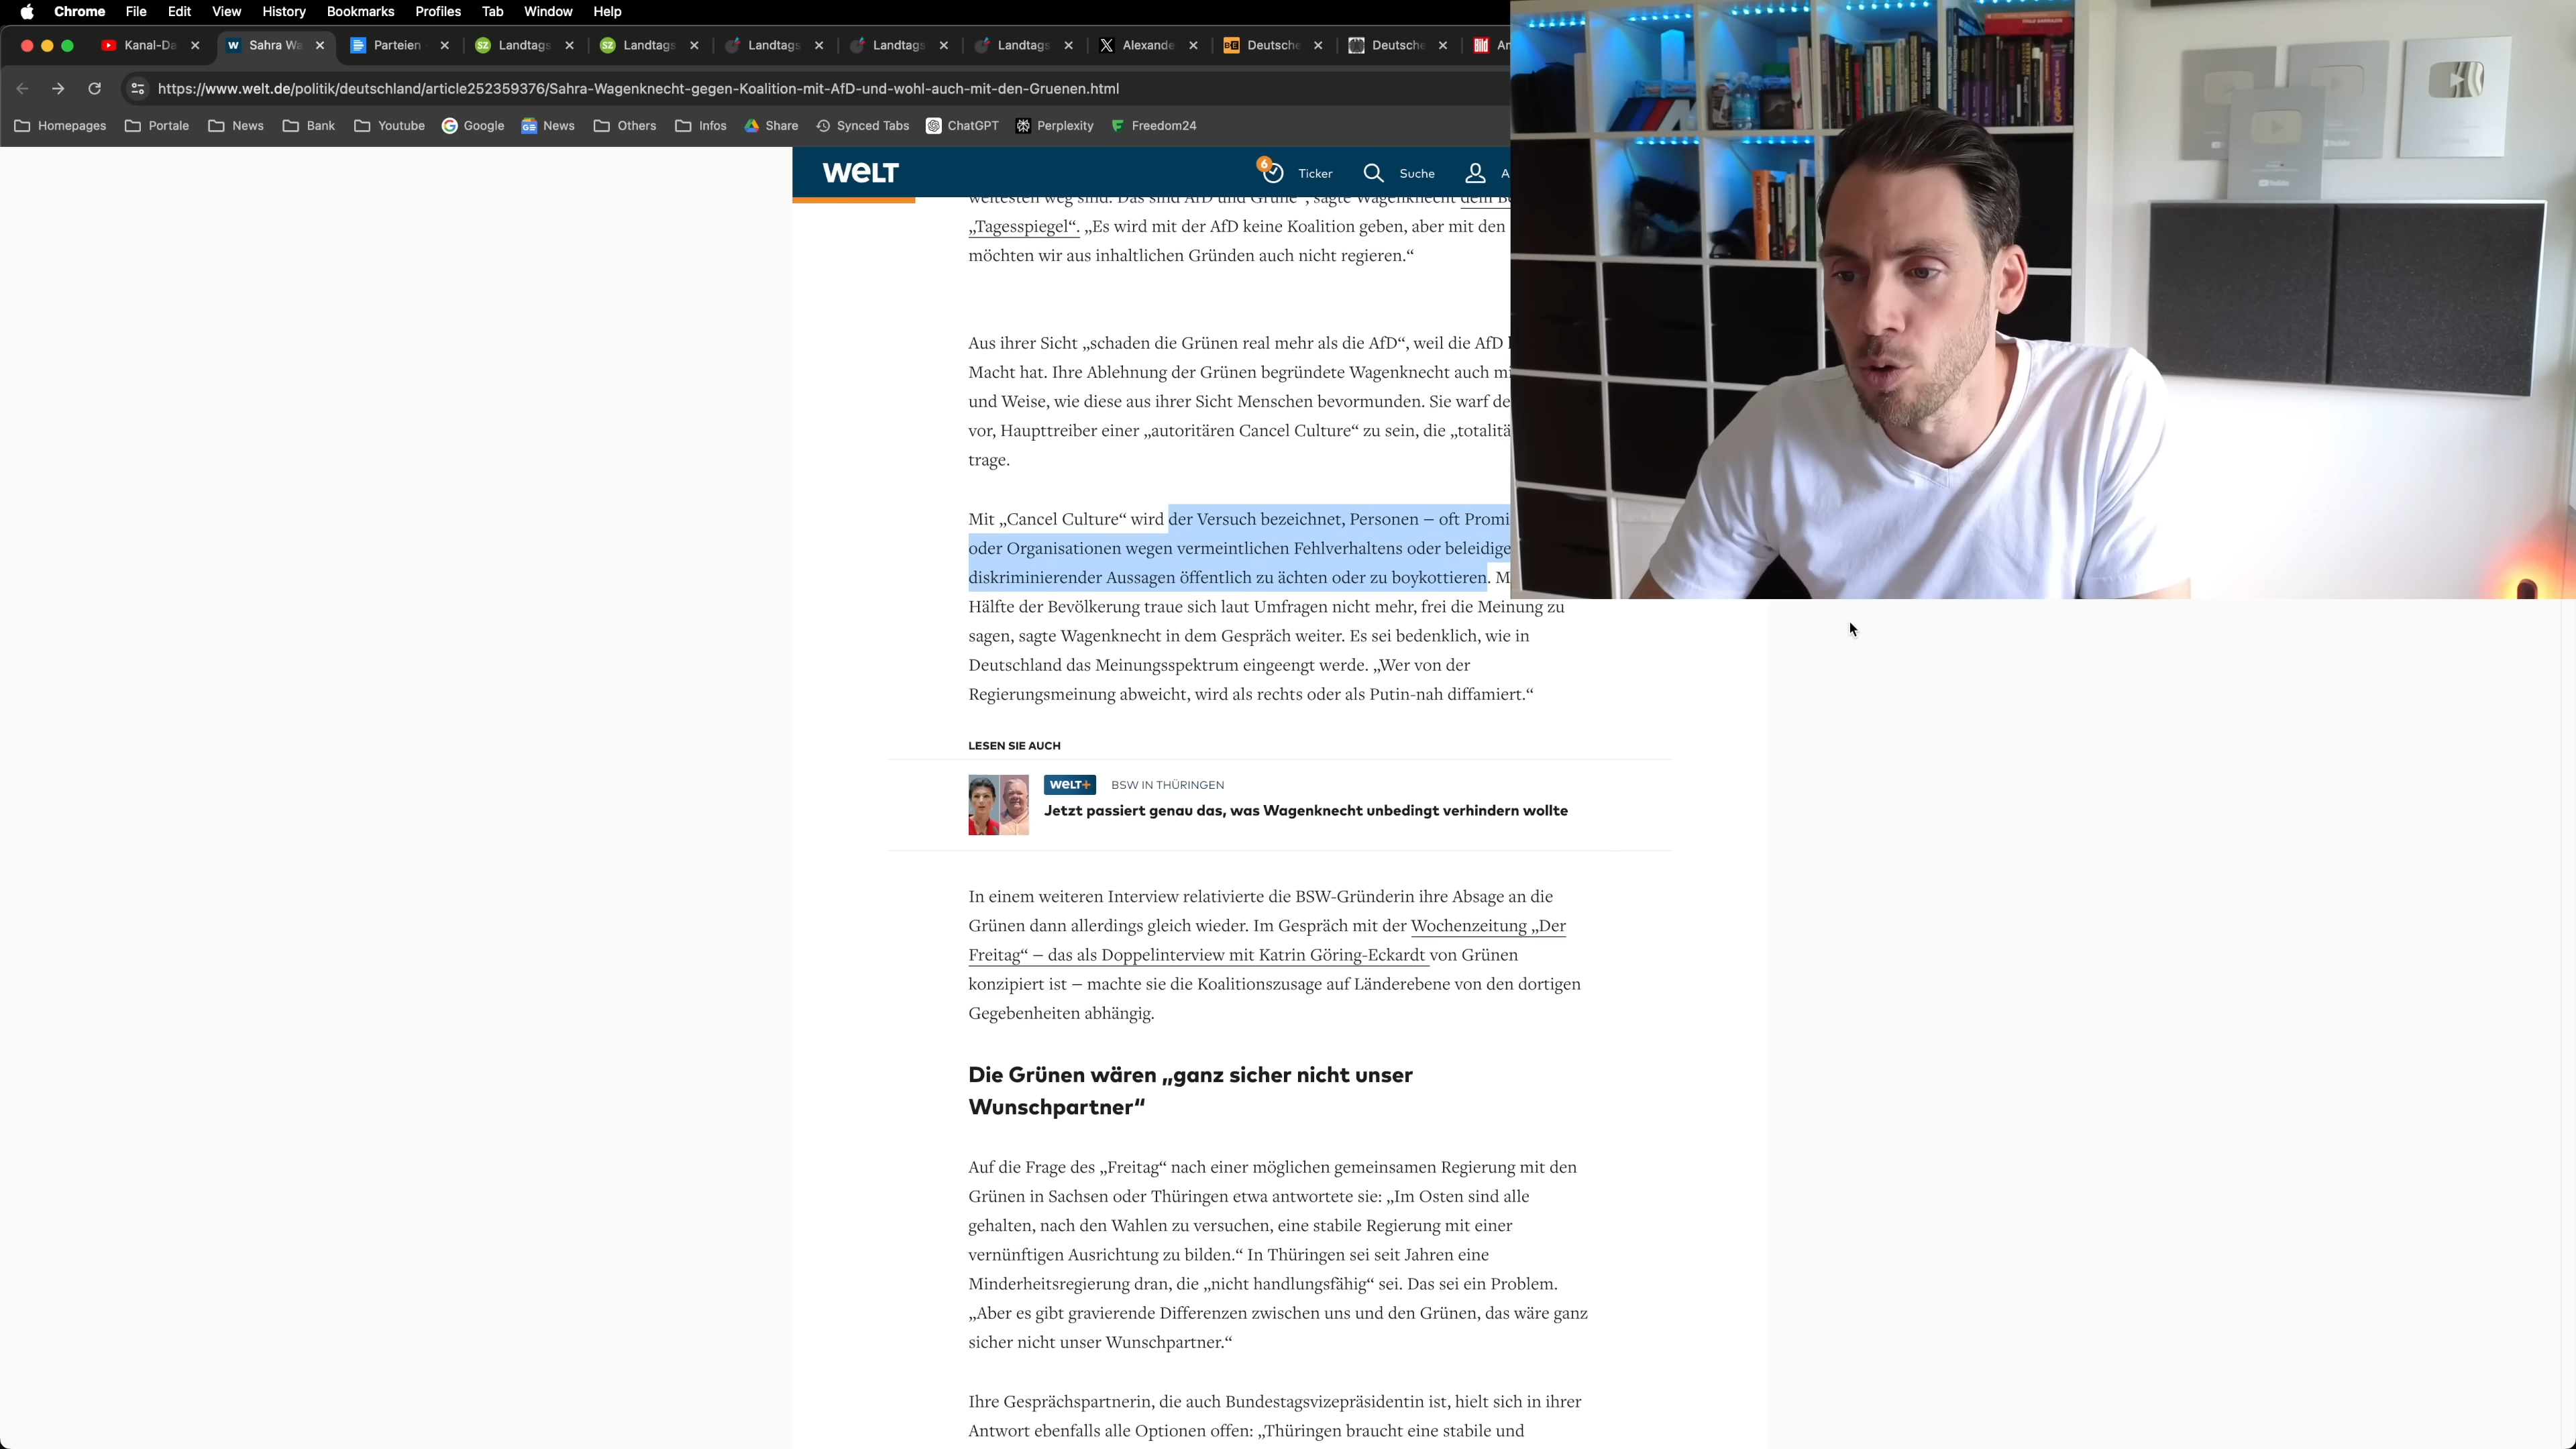 Chrome File Edit View History Bookmarks Profiles Tab Window Help
Kanal-Da Sahra Wa Parteien Landtags Landtags Landtags Landtags Landtags Alexande Deutsche Deutsche
https://www.welt.de/politik/deutschland/article252359376/Sahra-Wagenknecht-gegen-Koalition-mit-AfD-und-wohl-auch-mit-den-Gruenen.html
Homepages Portale News Bank Youtube Google News Others Infos Share Synced Tabs ChatGPT Perplexity Freedom24
WELT 6 Ticker Suche A
weitesten weg sind. Das sind AfD und Grüne“, sagte Wagenknecht dem
„Tagesspiegel“. „Es wird mit der AfD keine Koalition geben, aber mit den
möchten wir aus inhaltlichen Gründen auch nicht regieren.“
Aus ihrer Sicht „schaden die Grünen real mehr als die AfD“, weil die AfD
Macht hat. Ihre Ablehnung der Grünen begründete Wagenknecht auch
und Weise, wie diese aus ihrer Sicht Menschen bevormunden. Sie warf
vor, Haupttreiber einer „autoritären Cancel Culture“ zu sein, die
trage.
Mit „Cancel Culture“ wird der Versuch bezeichnet, Personen – oft Promi
oder Organisationen wegen vermeintlichen Fehlverhaltens oder beleidige
diskriminierender Aussagen öffentlich zu ächten oder zu boykottieren. M
Hälfte der Bevölkerung traue sich laut Umfragen nicht mehr, frei die Meinung zu
sagen, sagte Wagenknecht in dem Gespräch weiter. Es sei bedenklich, wie in
Deutschland das Meinungsspektrum eingeengt werde. „Wer von der
Regierungsmeinung abweicht, wird als rechts oder als Putin-nah diffamiert.“
LESEN SIE AUCH
WELT+ BSW IN THÜRINGEN
Jetzt passiert genau das, was Wagenknecht unbedingt verhindern wollte
In einem weiteren Interview relativierte die BSW-Gründerin ihre Absage an die
Grünen dann allerdings gleich wieder. Im Gespräch mit der Wochenzeitung „Der
Freitag“ – das als Doppelinterview mit Katrin Göring-Eckardt von Grünen
konzipiert ist – machte sie die Koalitionszusage auf Länderebene von den dortigen
Gegebenheiten abhängig.
Die Grünen wären „ganz sicher nicht unser
Wunschpartner“
Auf die Frage des „Freitag“ nach einer möglichen gemeinsamen Regierung mit den
Grünen in Sachsen oder Thüringen etwa antwortete sie: „Im Osten sind alle
gehalten, nach den Wahlen zu versuchen, eine stabile Regierung mit einer
vernünftigen Ausrichtung zu bilden.“ In Thüringen sei seit Jahren eine
Minderheitsregierung dran, die „nicht handlungsfähig“ sei. Das sei ein Problem.
„Aber es gibt gravierende Differenzen zwischen uns und den Grünen, das wäre ganz
sicher nicht unser Wunschpartner.“
Ihre Gesprächspartnerin, die auch Bundestagsvizepräsidentin ist, hielt sich in ihrer
Antwort ebenfalls alle Optionen offen: „Thüringen braucht eine stabile und